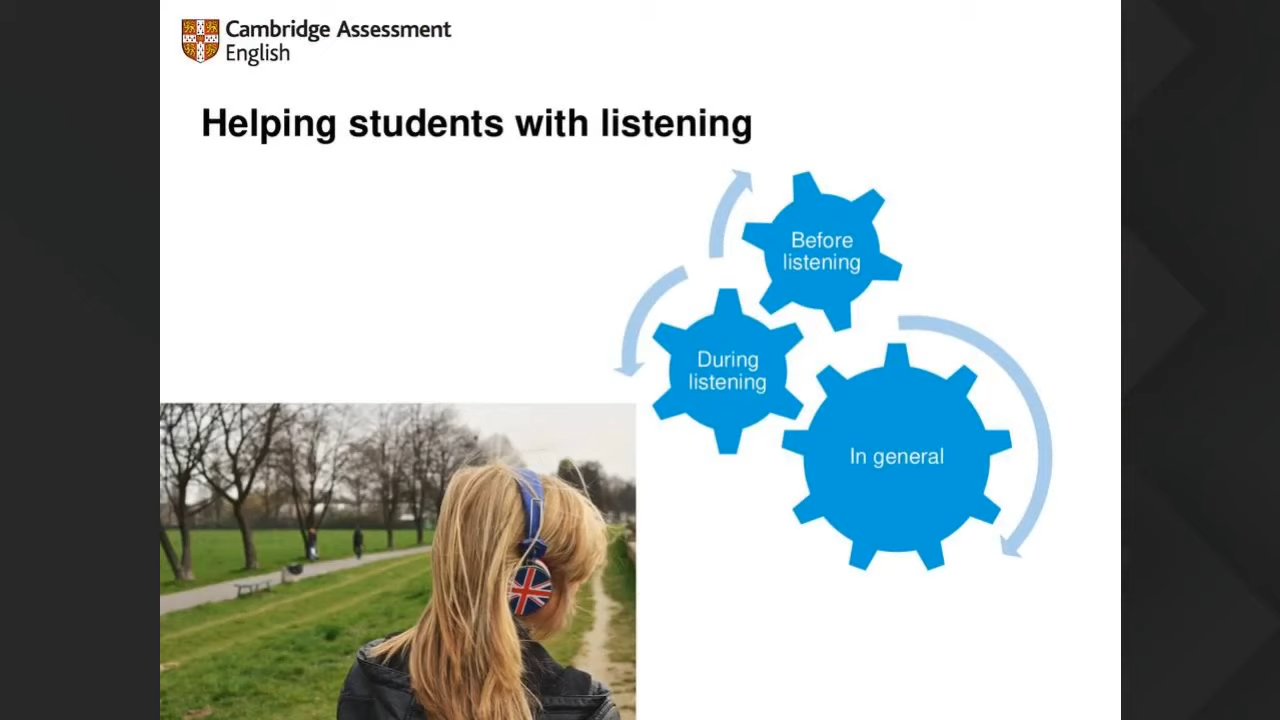 Cambridge Assessment
English
Helping students with listening
Before
listening
During
listening
In general